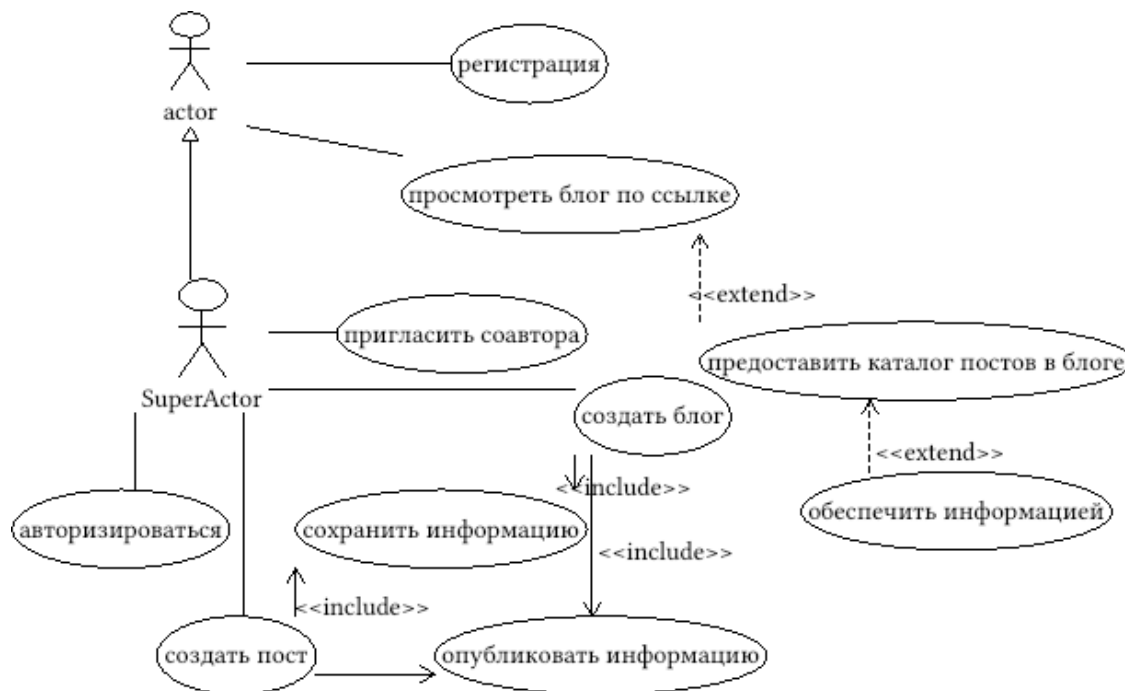 регистрация
actor
просмотреть блог по ссылке
<<extend>>
пригласить соавтора
предоставить каталог постов в блоге
SuperActor
создать блог
<<extend>>
<<include>>
обеспечить информацией
авторизироваться
сохранить информацию
<<include>>
<<include>>
создать пост
опубликовать информацию